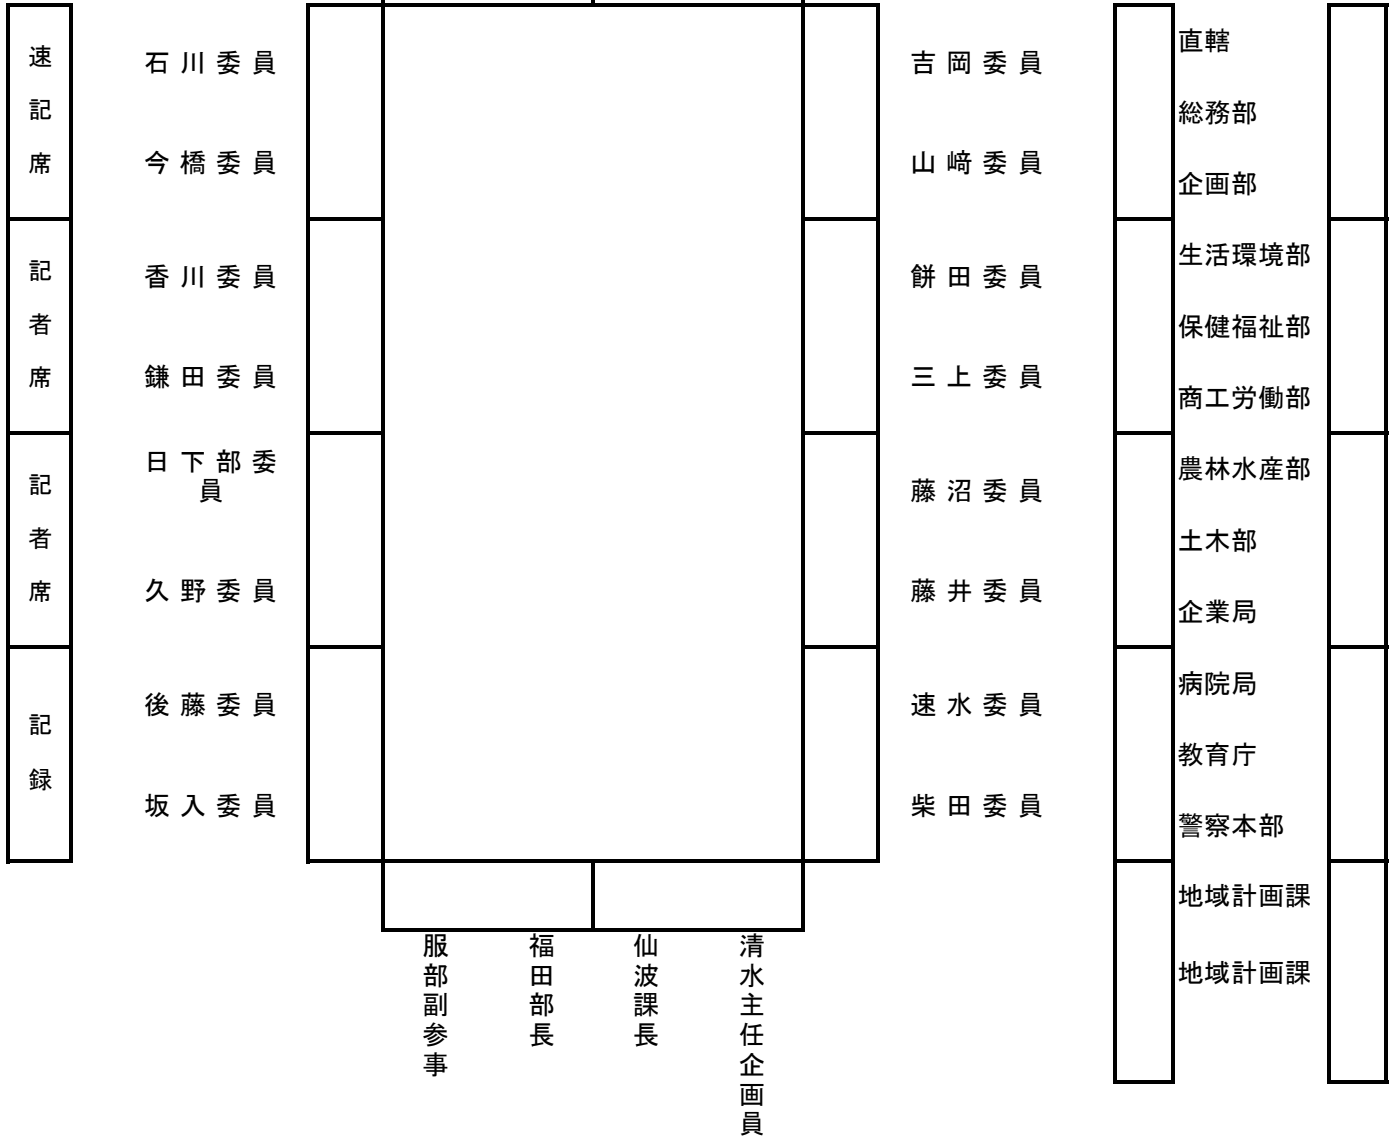 速記席
記者席
記者席
記録
石川委員
今橋委員
香川委員
鎌田委員
日下部委
員
久野委員
後藤委員
坂入委員
服部副参事
福田部長
仙波課長
清水主任企画員
吉岡委員
山﨑委員
餅田委員
三上委員
藤沼委員
藤井委員
速水委員
柴田委員
直轄
総務部
企画部
生活環境部
保健福祉部
商工労働部
農林水産部
土木部
企業局
病院局
教育庁
警察本部
地域計画課
地域計画課